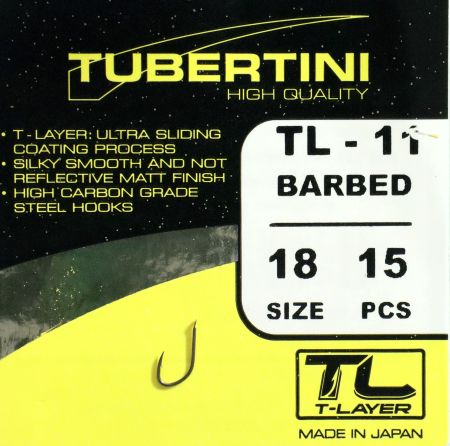 TUBERTINI
HIGH QUALITY
• T-LAYER: ULTRA SLIDING
COATING PROCESS
• SILKY SMOOTH AND NOT
REFLECTIVE MATT FINISH
• HIGH CARBON GRADE
STEEL HOOKS
TL - 11
BARBED
18 15
SIZE PCS
TL
T-LAYER
MADE IN JAPAN